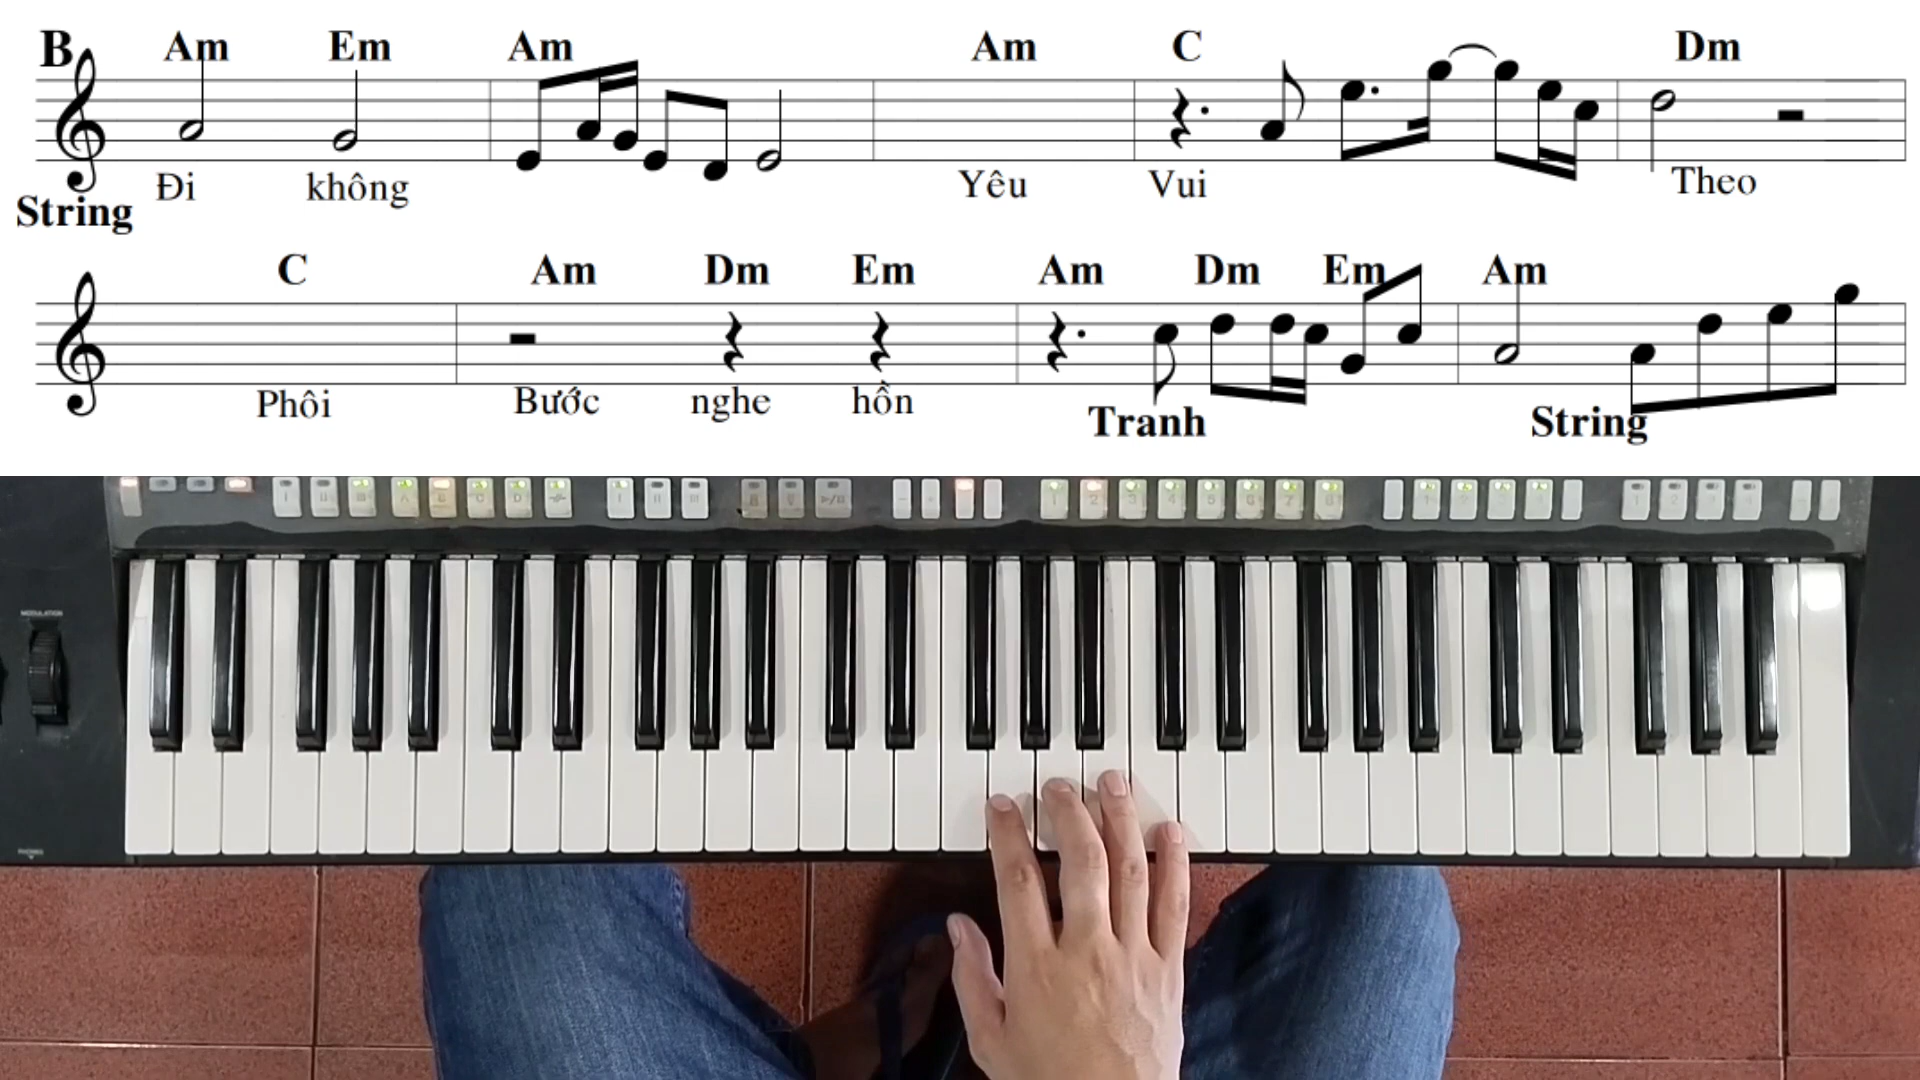 B Am Em Am Am C Dm
Đi không Yêu Vui Theo
String
C Am Dm Em Am Dm Em Am
Phôi Bước nghe hồn
Tranh String
MODULATION